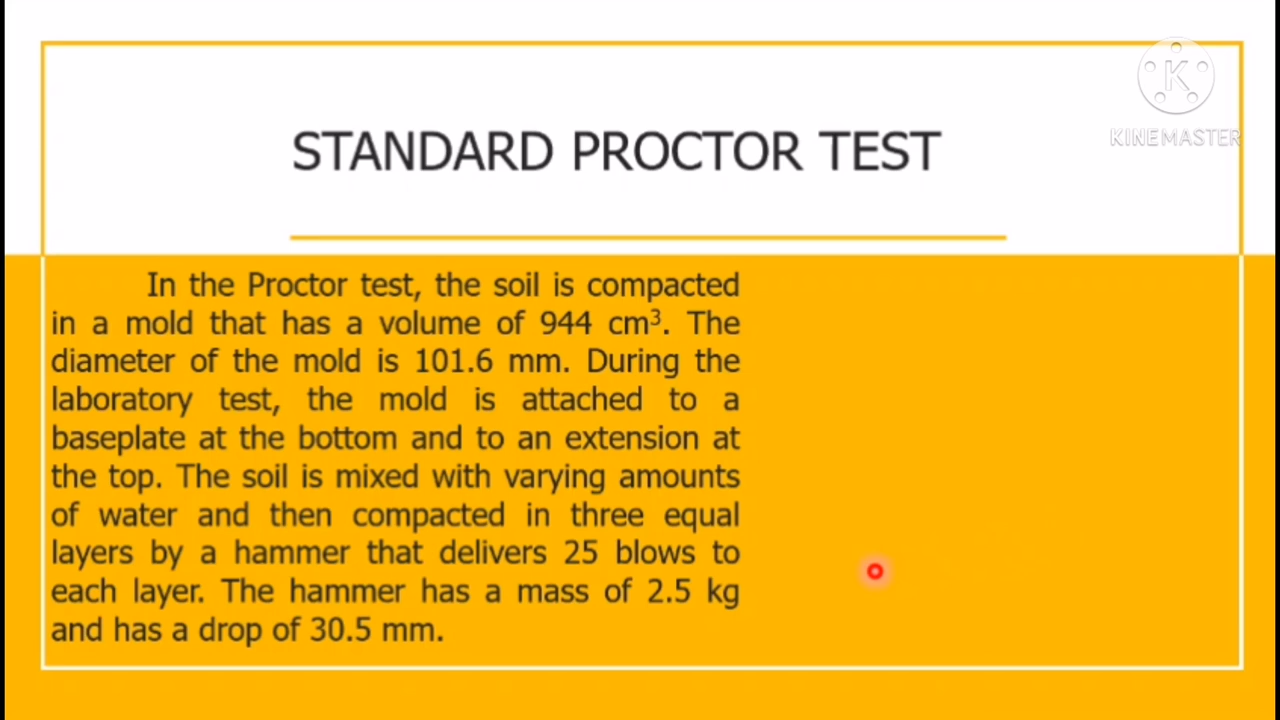 K
KINEMASTER
STANDARD PROCTOR TEST
In the Proctor test, the soil is compacted
in a mold that has a volume of 944 cm³. The
diameter of the mold is 101.6 mm. During the
laboratory test, the mold is attached to a
baseplate at the bottom and to an extension at
the top. The soil is mixed with varying amounts
of water and then compacted in three equal
layers by a hammer that delivers 25 blows to
each layer. The hammer has a mass of 2.5 kg
and has a drop of 30.5 mm.